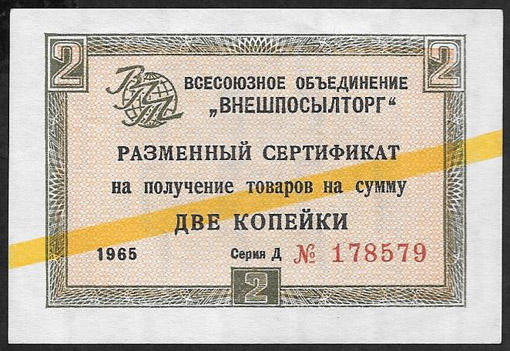 2 2
ВПТ
ВСЕСОЮЗНОЕ ОБЪЕДИНЕНИЕ
„ВНЕШПОСЫЛТОРГ“
РАЗМЕННЫЙ СЕРТИФИКАТ
на получение товаров на сумму
ДВЕ КОПЕЙКИ
1965 Серия Д № 178579
2